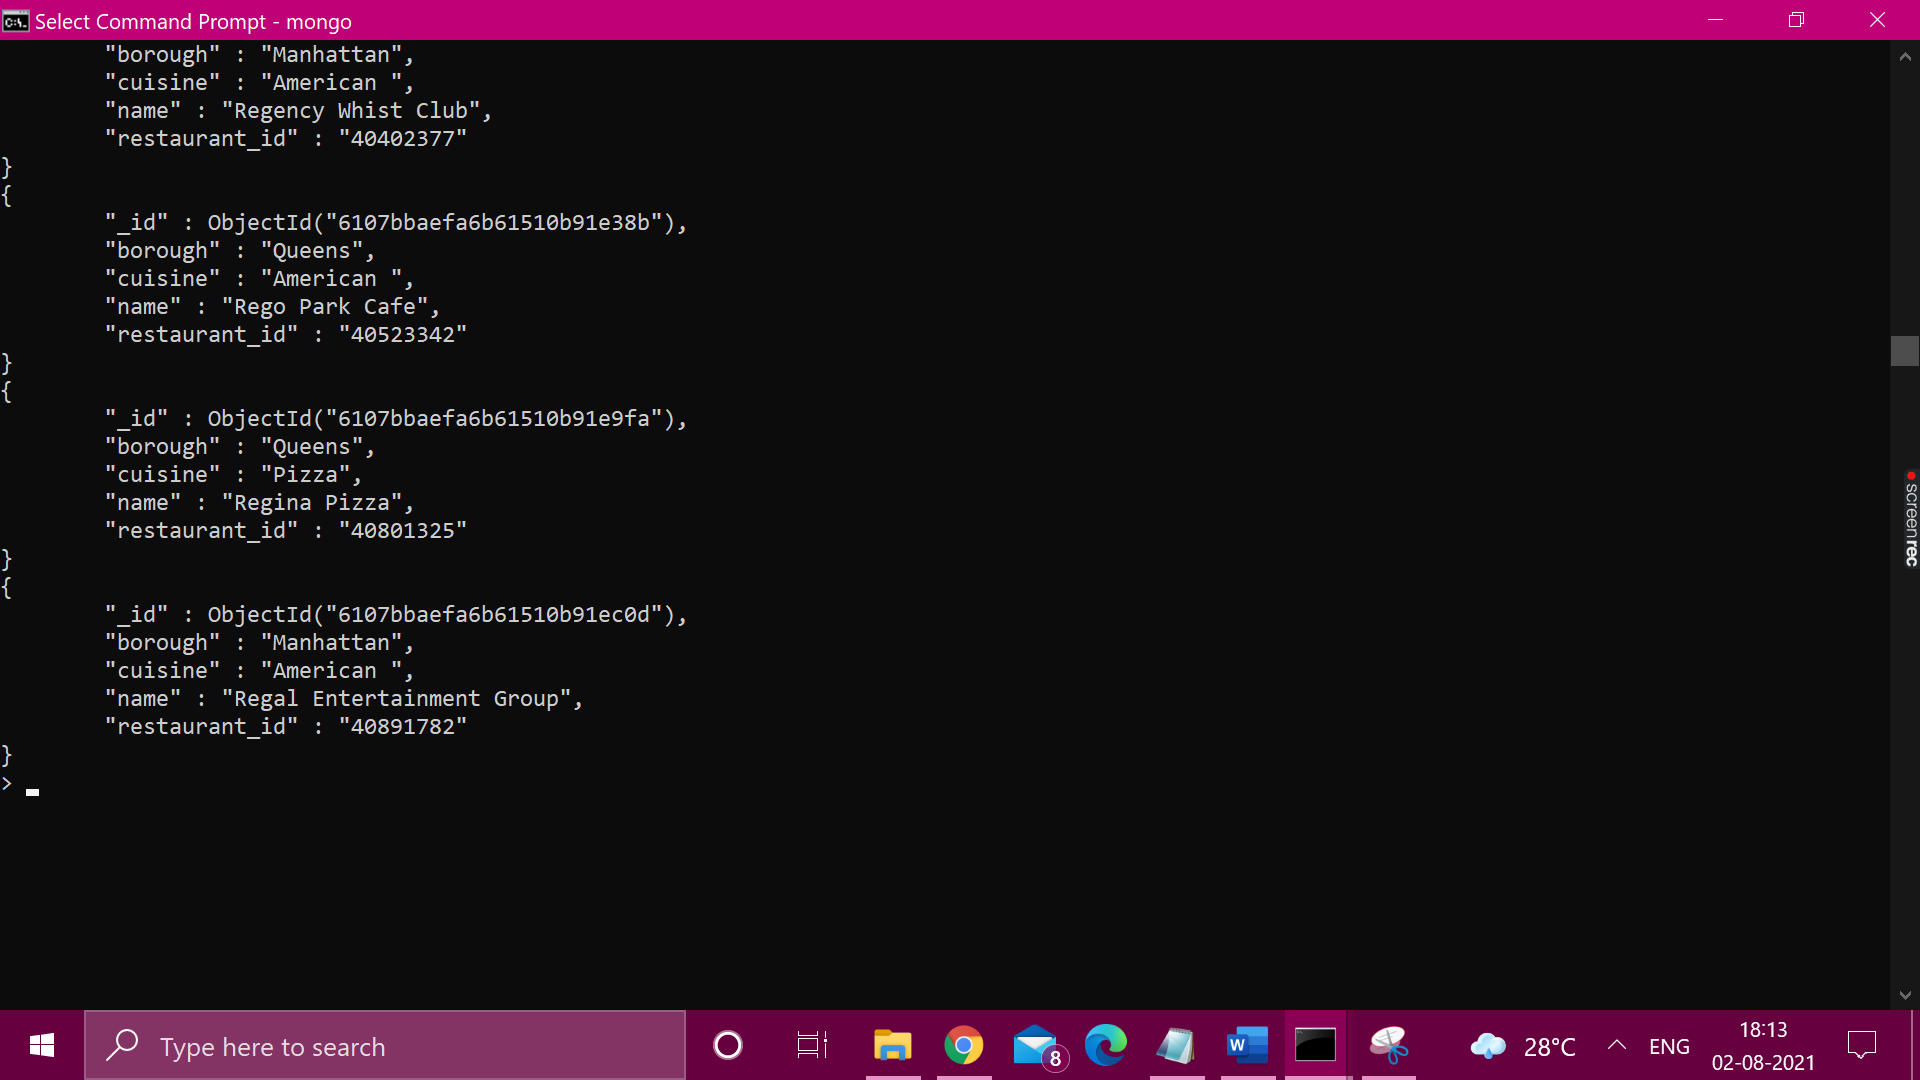 Select Command Prompt - mongo
"borough" : "Manhattan",
"cuisine" : "American ",
"name" : "Regency Whist Club",
"restaurant_id" : "40402377"
}
{
"_id" : ObjectId("6107bbaefa6b61510b91e38b"),
"borough" : "Queens",
"cuisine" : "American ",
"name" : "Rego Park Cafe",
"restaurant_id" : "40523342"
}
{
"_id" : ObjectId("6107bbaefa6b61510b91e9fa"),
"borough" : "Queens",
"cuisine" : "Pizza",
"name" : "Regina Pizza",
"restaurant_id" : "40801325"
}
{
"_id" : ObjectId("6107bbaefa6b61510b91ec0d"),
"borough" : "Manhattan",
"cuisine" : "American ",
"name" : "Regal Entertainment Group",
"restaurant_id" : "40891782"
}
>
screenrec
Type here to search
8
W
28°C
ENG
18:13
02-08-2021